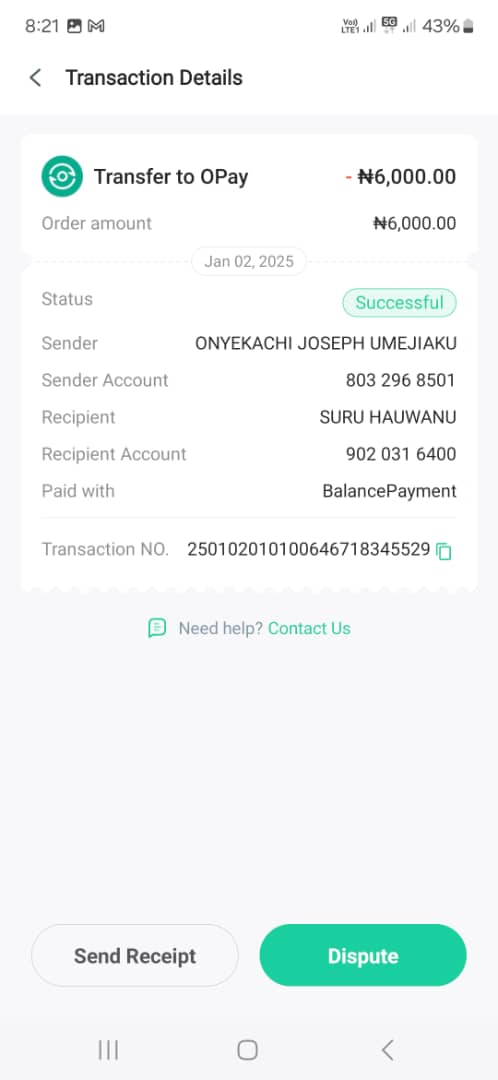 8:21
Vo) LTE1 5G 43%
Transaction Details
Transfer to OPay - ₦6,000.00
Order amount ₦6,000.00
Jan 02, 2025
Status Successful
Sender ONYEKACHI JOSEPH UMEJIAKU
Sender Account 803 296 8501
Recipient SURU HAUWANU
Recipient Account 902 031 6400
Paid with BalancePayment
Transaction NO. 250102010100646718345529
Need help? Contact Us
Send Receipt Dispute